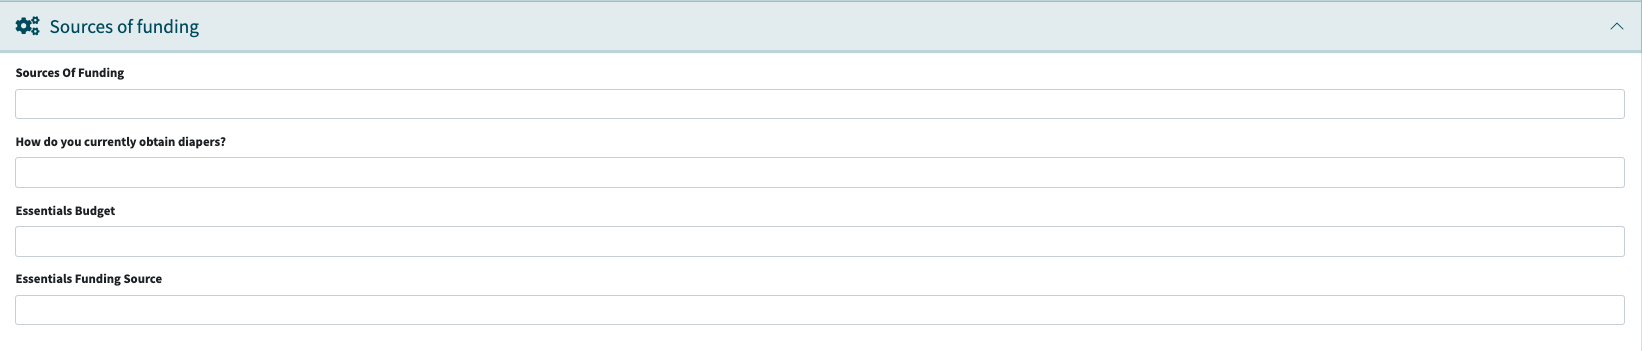 Sources of funding
Sources Of Funding
How do you currently obtain diapers?
Essentials Budget
Essentials Funding Source